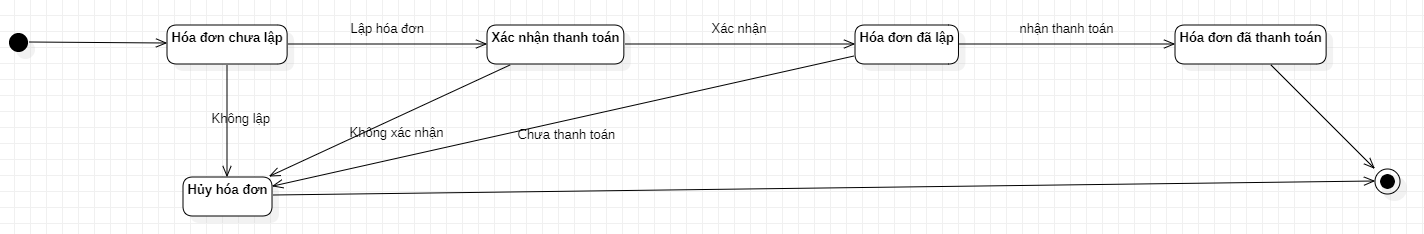 Hóa đơn chưa lập
Lập hóa đơn
Xác nhận thanh toán
Xác nhận
Hóa đơn đã lập
nhận thanh toán
Hóa đơn đã thanh toán
Không lập
Không xác nhận
Chưa thanh toán
Hủy hóa đơn